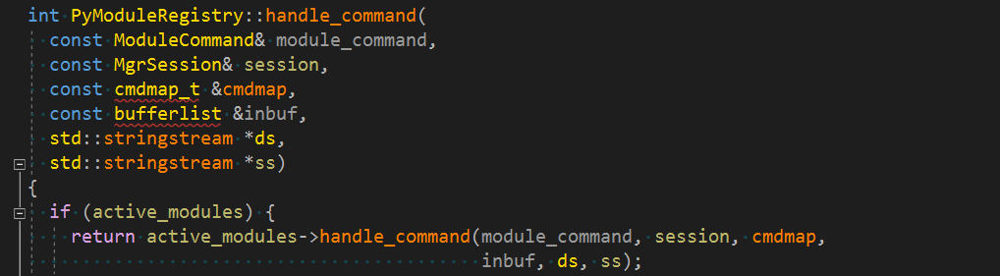 int PyModuleRegistry::handle_command(
  const ModuleCommand& module_command,
  const MgrSession& session,
  const cmdmap_t &cmdmap,
  const bufferlist &inbuf,
  std::stringstream *ds,
  std::stringstream *ss)
{
  if (active_modules) {
    return active_modules->handle_command(module_command, session, cmdmap,
                                          inbuf, ds, ss);